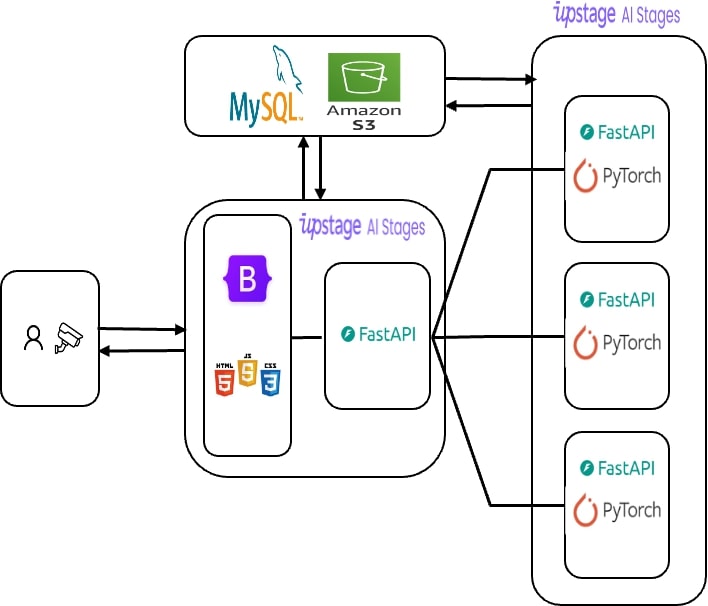 upstage AI Stages
MySQL
Amazon
S3
FastAPI
PyTorch
upstage AI Stages
B
HTML
5
JS
5
CSS
3
FastAPI
FastAPI
PyTorch
FastAPI
PyTorch